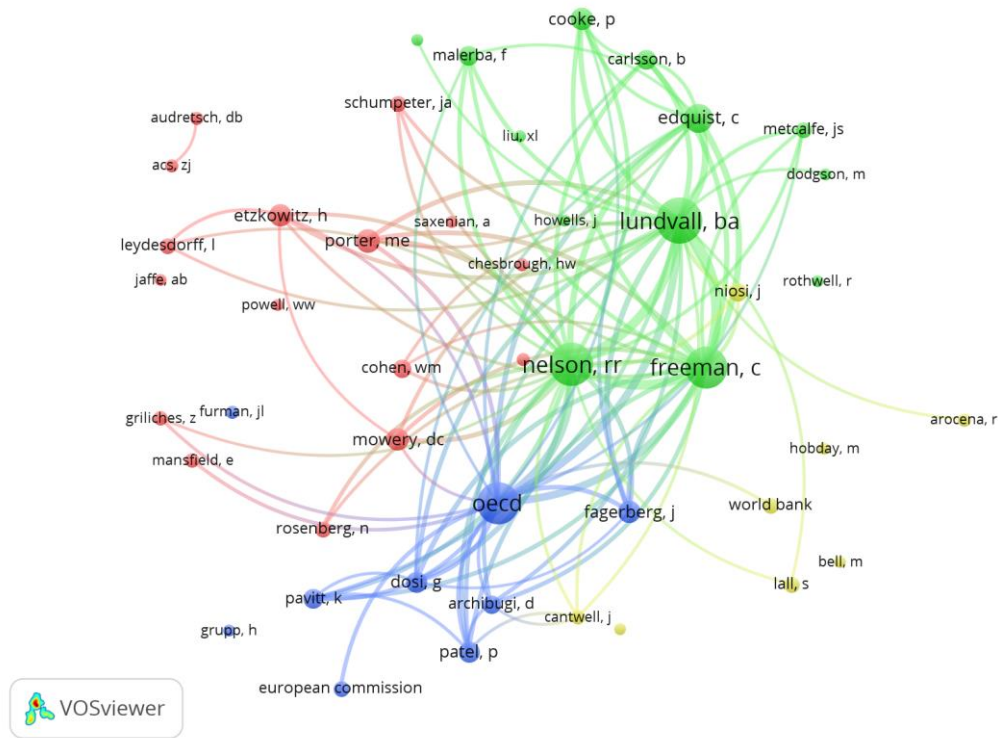 cooke, p
malerba, f
carlsson, b
schumpeter, ja
audretsch, db
edquist, c
liu, xl
metcalfe, js
acs, zj
dodgson, m
etzkowitz, h
saxenian, a
howells, j
lundvall, ba
leydesdorff, l
porter, me
chesbrough, hw
jaffe, ab
rothwell, r
niosi, j
powell, ww
cohen, wm
nelson, rr
freeman, c
griliches, z
furman, jl
arocena, r
mowery, dc
hobday, m
mansfield, e
oecd
world bank
fagerberg, j
rosenberg, n
bell, m
dosi, g
lall, s
pavitt, k
archibugi, d
cantwell, j
grupp, h
patel, p
european commission
VOSviewer